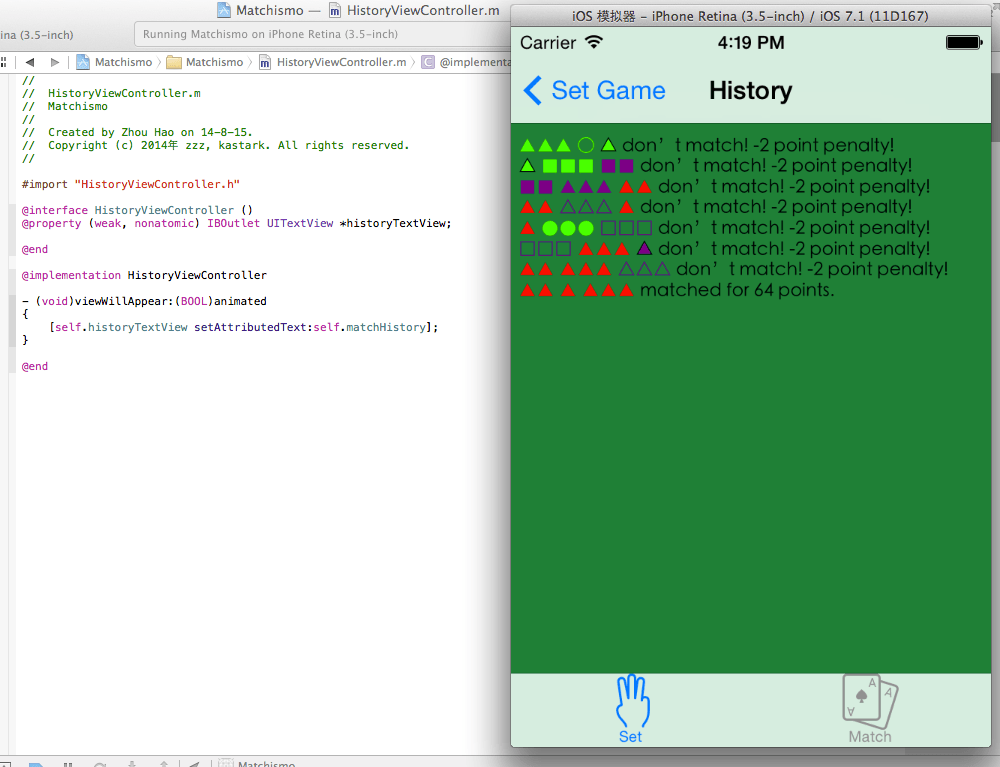 Matchismo — HistoryViewController.m
ina (3.5-inch)
Running Matchismo on iPhone Retina (3.5-inch)
Matchismo Matchismo HistoryViewController.m @implementa
//
// HistoryViewController.m
// Matchismo
//
// Created by Zhou Hao on 14-8-15.
// Copyright (c) 2014年 zzz, kastark. All rights reserved.
//
#import "HistoryViewController.h"
@interface HistoryViewController ()
@property (weak, nonatomic) IBOutlet UITextView *historyTextView;
@end
@implementation HistoryViewController
- (void)viewWillAppear:(BOOL)animated
{
[self.historyTextView setAttributedText:self.matchHistory];
}
@end
Matchismo
iOS 模拟器 - iPhone Retina (3.5-inch) / iOS 7.1 (11D167)
Carrier 4:19 PM
Set Game History
▲▲▲ ○ △ don’t match! -2 point penalty!
△ ■■■ ■■ don’t match! -2 point penalty!
■■ ▲▲▲ ▲▲ don’t match! -2 point penalty!
▲▲ △△△ ▲ don’t match! -2 point penalty!
▲ ●●● □□□ don’t match! -2 point penalty!
□□□ ▲▲▲ ▲ don’t match! -2 point penalty!
▲▲ ▲▲▲ △△△ don’t match! -2 point penalty!
▲▲ ▲ ▲▲▲ matched for 64 points.
Set
A
A
A
Match